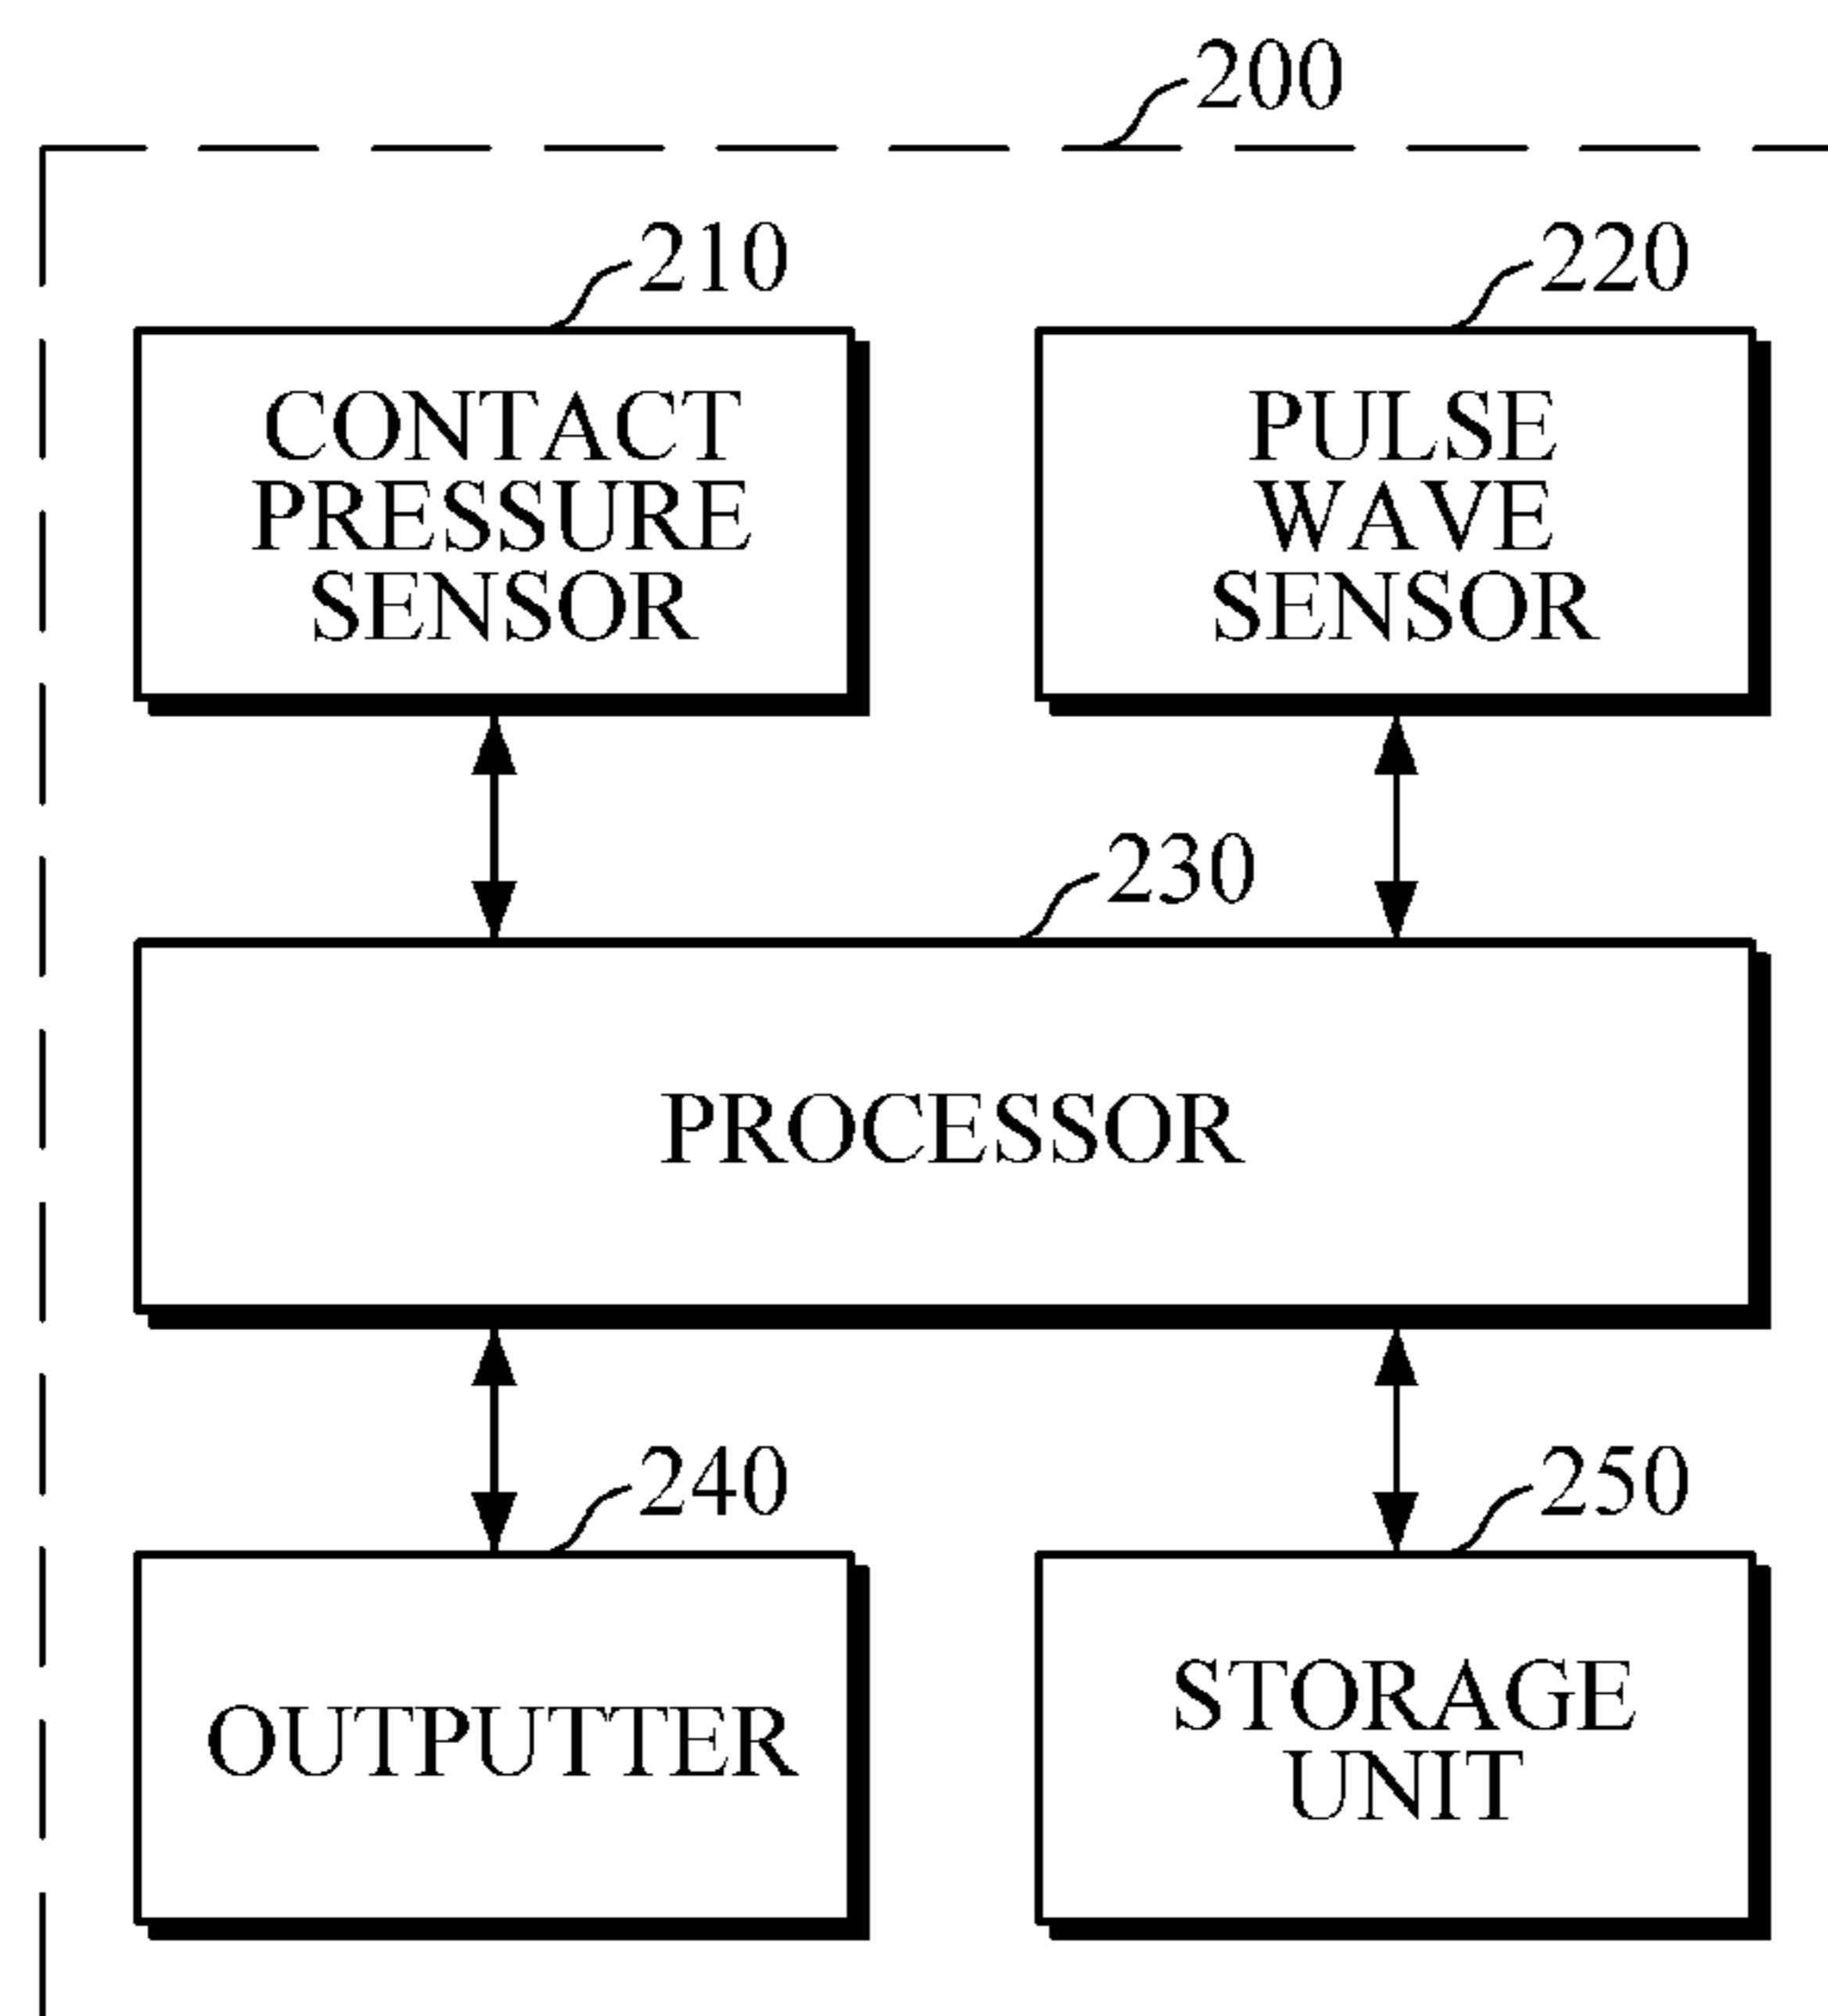 200
210
220
CONTACT
PRESSURE
SENSOR
PULSE
WAVE
SENSOR
230
PROCESSOR
240
250
OUTPUTTER
STORAGE
UNIT